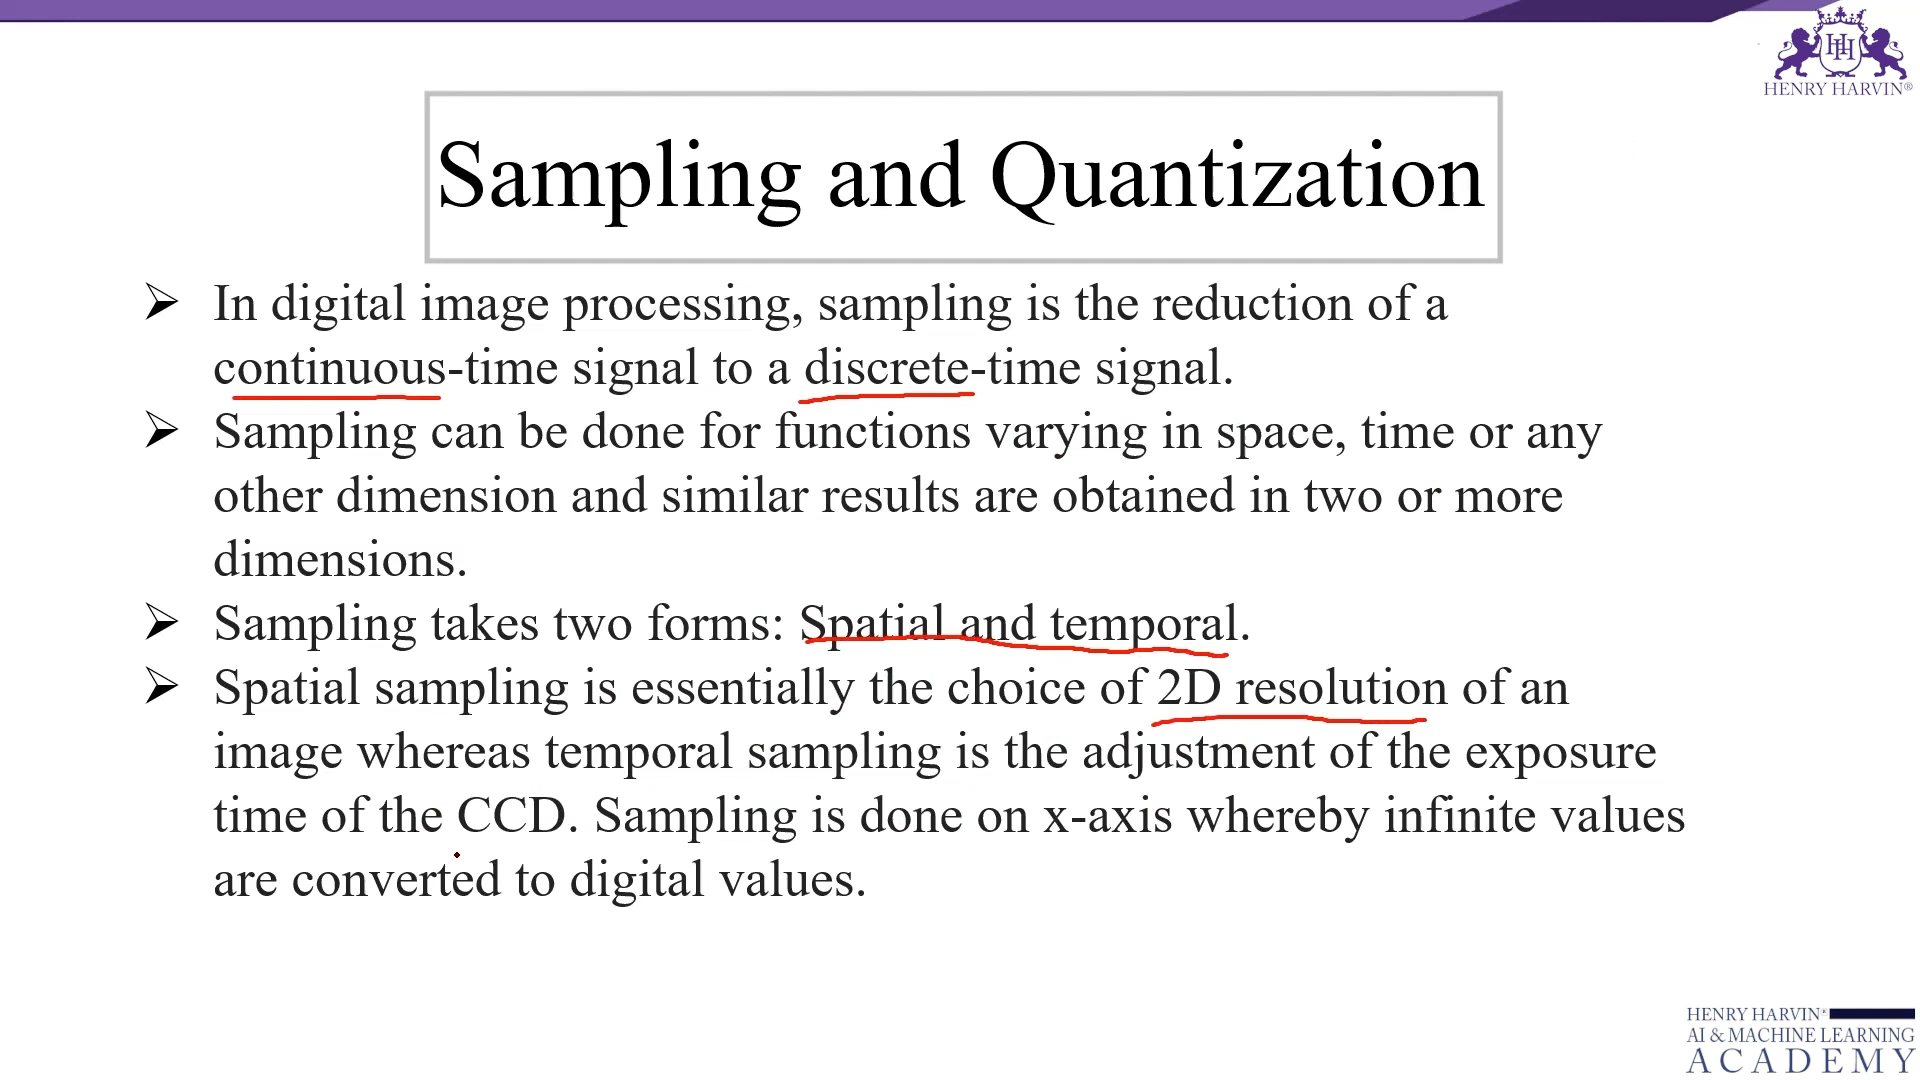 HENRY HARVIN®
Sampling and Quantization
➢ In digital image processing, sampling is the reduction of a
continuous-time signal to a discrete-time signal.
➢ Sampling can be done for functions varying in space, time or any
other dimension and similar results are obtained in two or more
dimensions.
➢ Sampling takes two forms: Spatial and temporal.
➢ Spatial sampling is essentially the choice of 2D resolution of an
image whereas temporal sampling is the adjustment of the exposure
time of the CCD. Sampling is done on x-axis whereby infinite values
are converted to digital values.
HENRY HARVIN®
AI & MACHINE LEARNING
ACADEMY